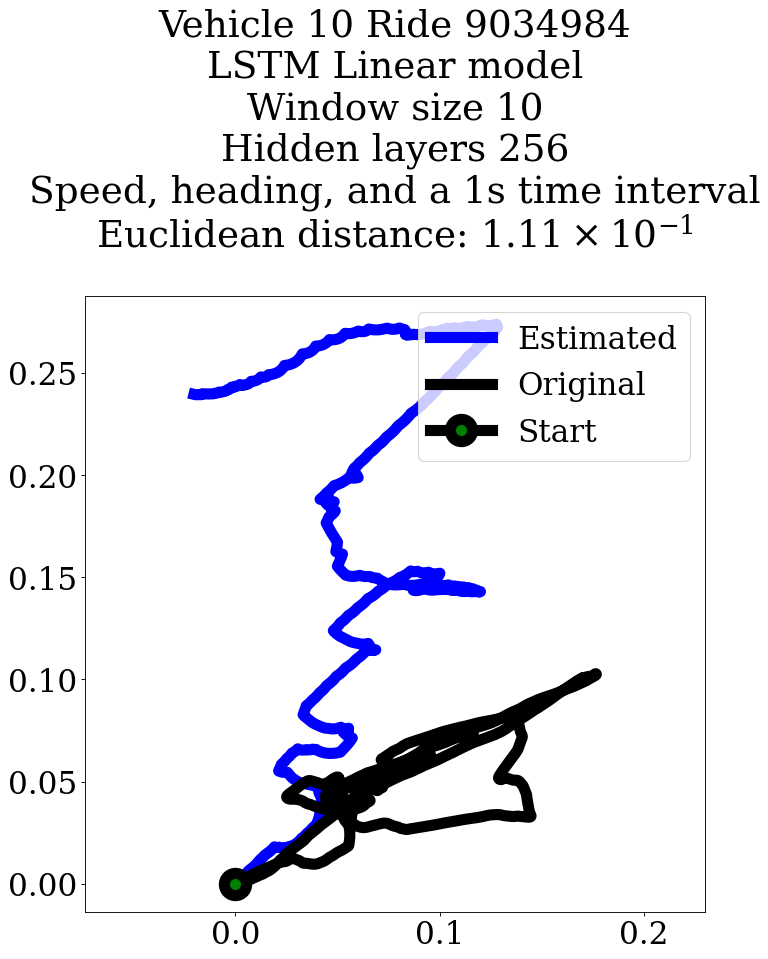 Vehicle 10 Ride 9034984
LSTM Linear model
Window size 10
Hidden layers 256
Speed, heading, and a 1s time interval
Euclidean distance: 1.11 × 10⁻¹
Estimated
Original
Start
0.25
0.20
0.15
0.10
0.05
0.00
0.0 0.1 0.2